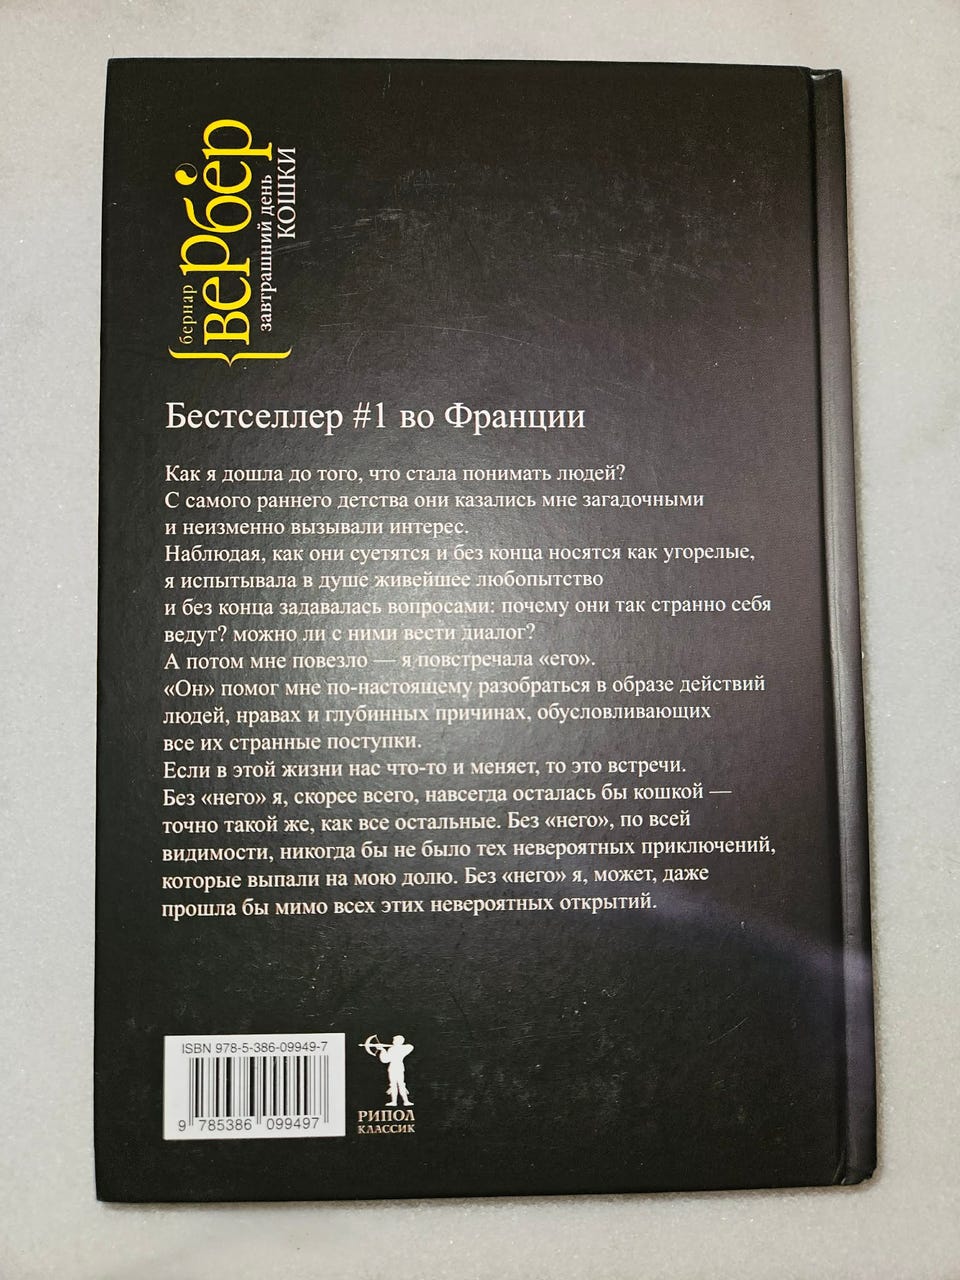 бернар
вербер
завтрашний день
КОШКИ
Бестселлер #1 во Франции
Как я дошла до того, что стала понимать людей?
С самого раннего детства они казались мне загадочными
и неизменно вызывали интерес.
Наблюдая, как они суетятся и без конца носятся как угорелые,
я испытывала в душе живейшее любопытство
и без конца задавалась вопросами: почему они так странно себя
ведут? можно ли с ними вести диалог?
А потом мне повезло — я повстречала «его».
«Он» помог мне по-настоящему разобраться в образе действий
людей, нравах и глубинных причинах, обусловливающих
все их странные поступки.
Если в этой жизни нас что-то и меняет, то это встречи.
Без «него» я, скорее всего, навсегда осталась бы кошкой —
точно такой же, как все остальные. Без «него», по всей
видимости, никогда бы не было тех невероятных приключений,
которые выпали на мою долю. Без «него» я, может, даже
прошла бы мимо всех этих невероятных открытий.
ISBN 978-5-386-09949-7
9 785386 099497
РИПОЛ
КЛАССИК